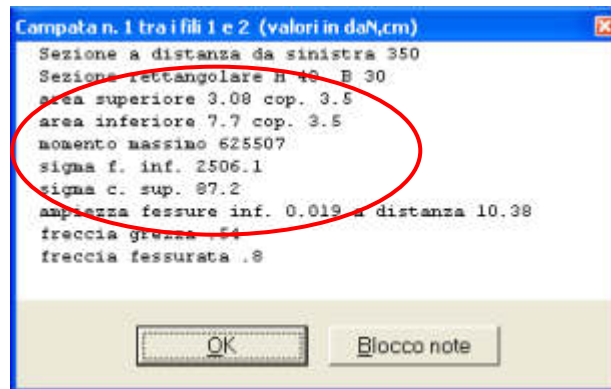 Campata n. 1 tra i fili 1 e 2 (valori in daN,cm)
Sezione a distanza da sinistra 350
Sezione rettangolare H 40 B 30
area superiore 3.08 cop. 3.5
area inferiore 7.7 cop. 3.5
momento massimo 625507
sigma f. inf. 2506.1
sigma c. sup. 87.2
ampiezza fessure inf. 0.019 a distanza 10.38
freccia grezza .54
freccia fessurata .8
OK
Blocco note